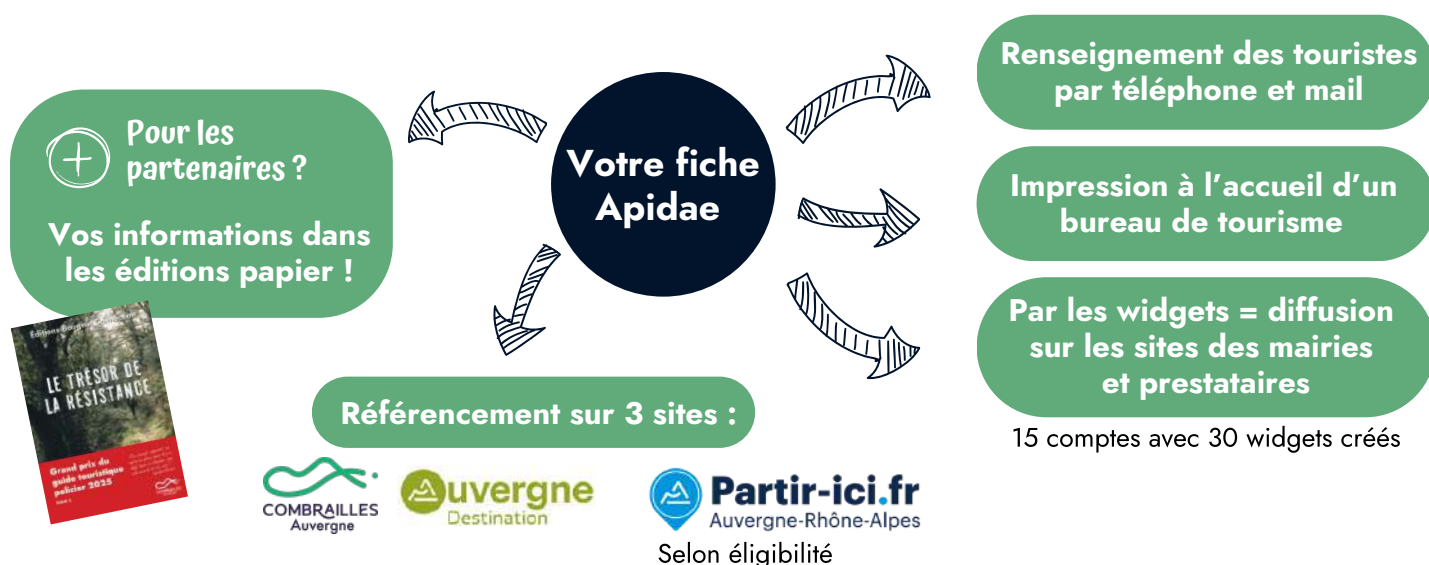 Pour les
partenaires ?
Vos informations dans
les éditions papier !
LE TRÉSOR DE
LA RÉSISTANCE
Grand prix du
guide touristique
policier 2025
Votre fiche
Apidae
Référencement sur 3 sites :
COMBRAILLES
Auvergne
Auvergne
Destination
Partir-ici.fr
Auvergne-Rhône-Alpes
Selon éligibilité
Renseignement des touristes
par téléphone et mail
Impression à l'accueil d'un
bureau de tourisme
Par les widgets = diffusion
sur les sites des mairies
et prestataires
15 comptes avec 30 widgets créés